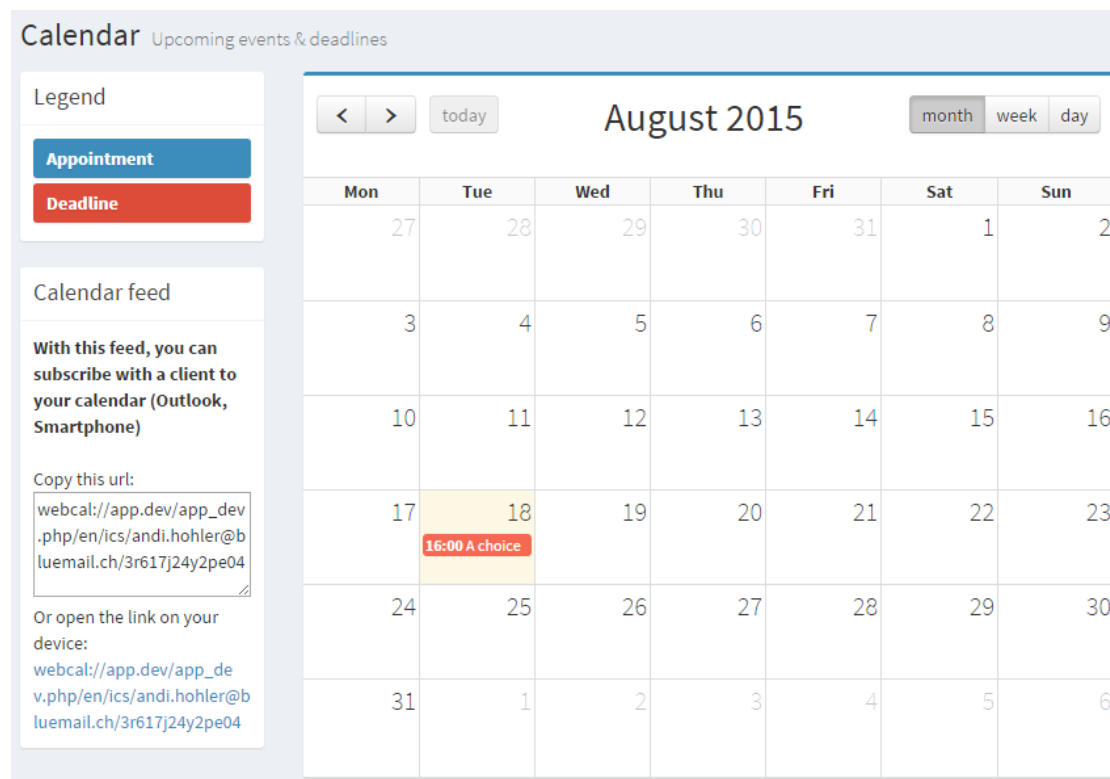 Calendar Upcoming events & deadlines
Legend
Appointment
Deadline
Calendar feed
With this feed, you can
subscribe with a client to
your calendar (Outlook,
Smartphone)
Copy this url:
webcal://app.dev/app_dev
.php/en/ics/andi.hohler@b
luemail.ch/3r617j24y2pe04
Or open the link on your
device:
webcal://app.dev/app_de
v.php/en/ics/andi.hohler@b
luemail.ch/3r617j24y2pe04
< > today August 2015 month week day
Mon Tue Wed Thu Fri Sat Sun
27 28 29 30 31 1 2
3 4 5 6 7 8 9
10 11 12 13 14 15 16
17 18 19 20 21 22 23
16:00 A choice
24 25 26 27 28 29 30
31 1 2 3 4 5 6